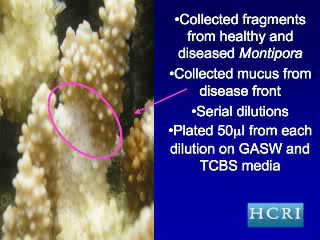 •Collected fragments
from healthy and
diseased Montipora
•Collected mucus from
disease front
•Serial dilutions
•Plated 50µl from each
dilution on GASW and
TCBS media
HCRI